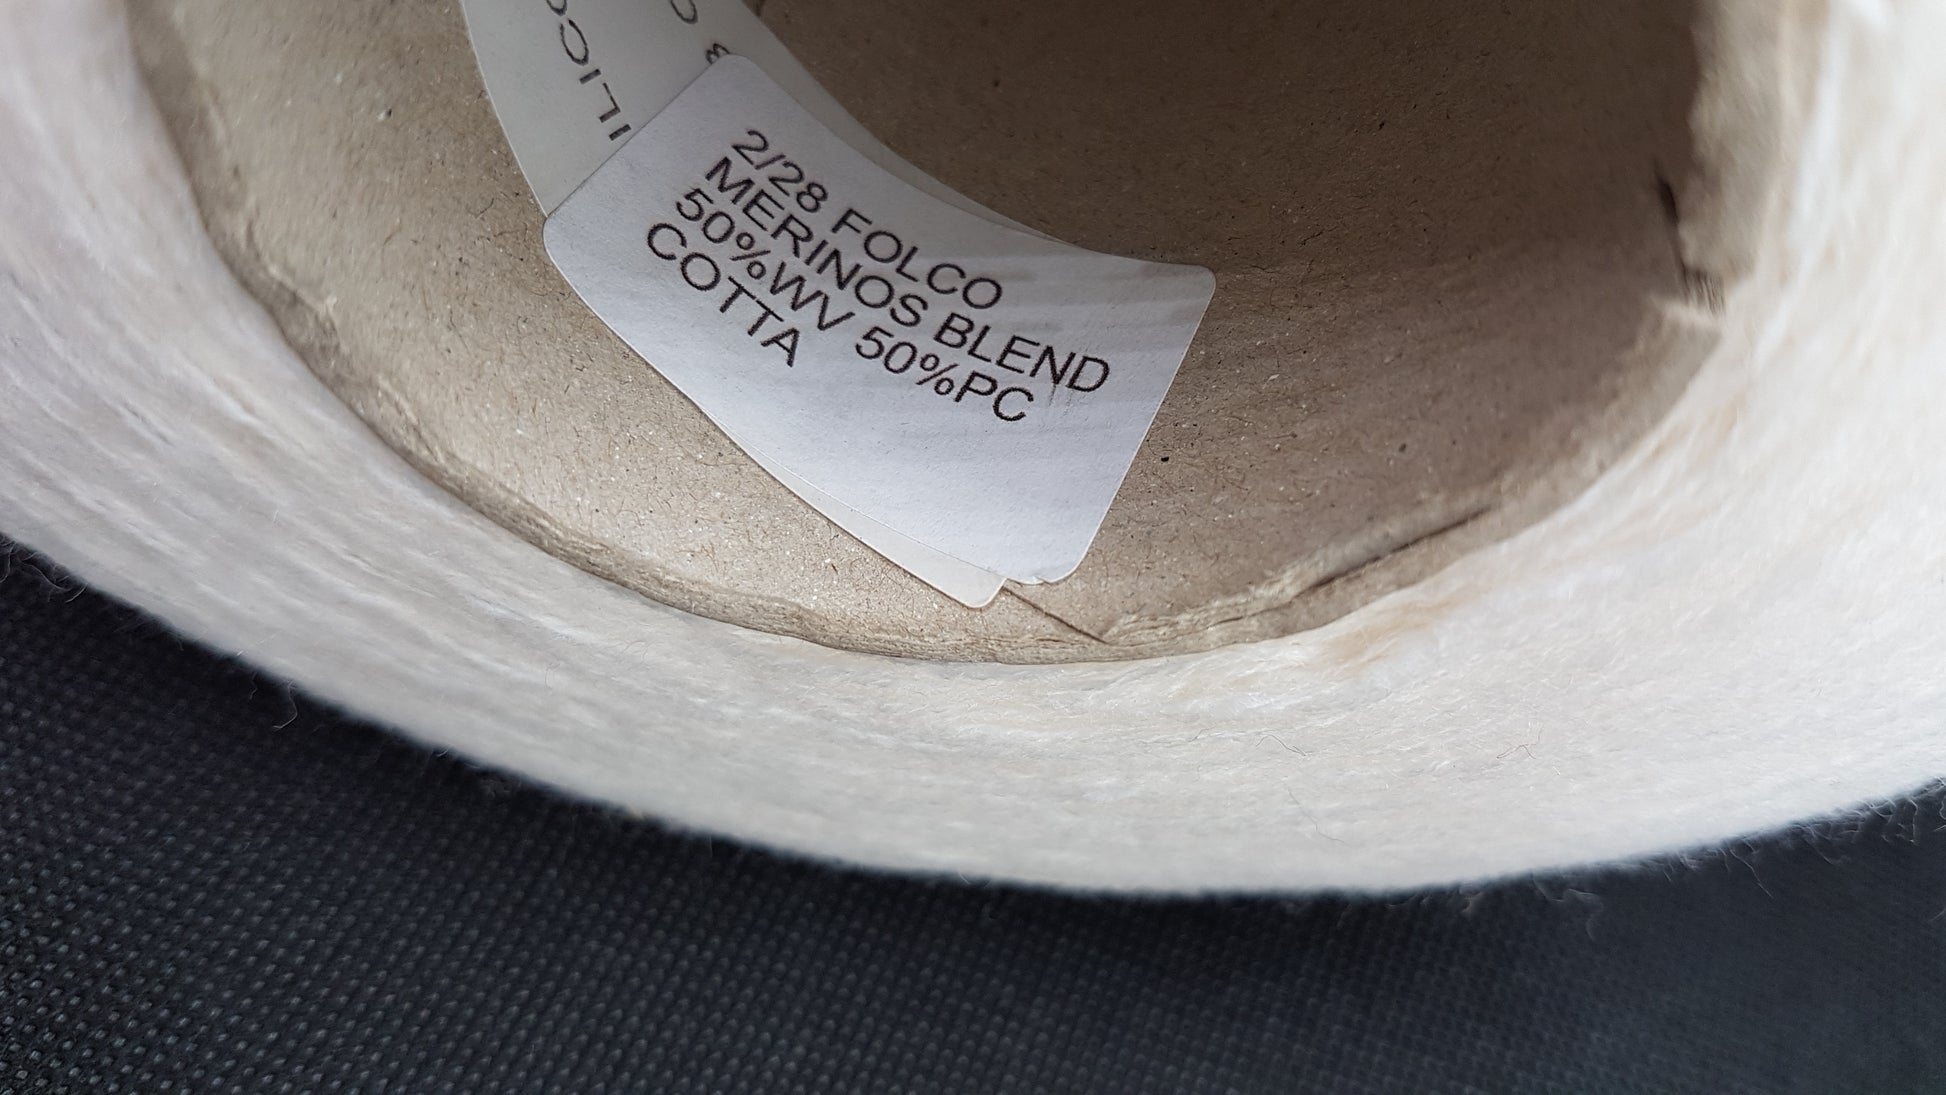 2/28 FOLCO
MERINOS BLEND
50%WV 50%PC
COTTA